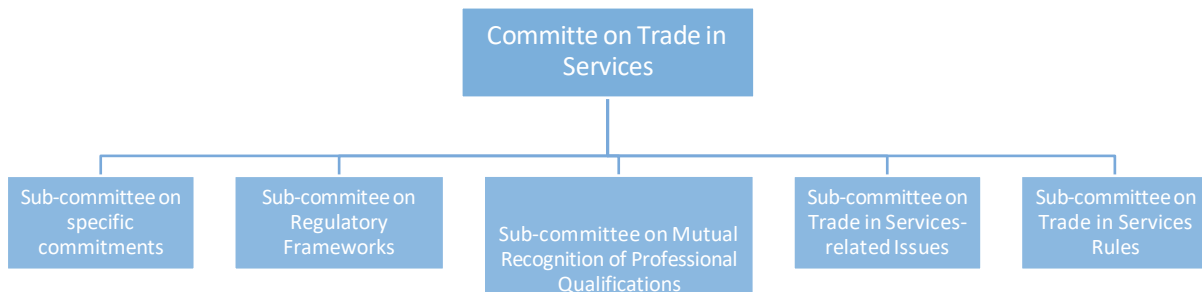 Committe on Trade in
Services
Sub-committee on
specific
commitments
Sub-commitee on
Regulatory
Frameworks
Sub-committee on Mutual
Recognition of Professional
Qualifications
Sub-committee on
Trade in Services-
related Issues
Sub-committee on
Trade in Services
Rules